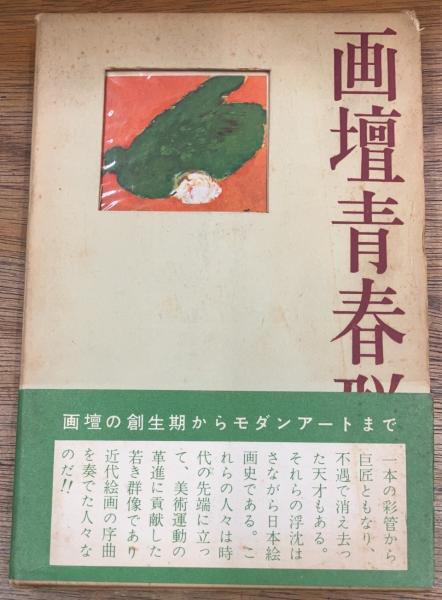 画壇青春群
画壇の創生期からモダンアートまで
一本の彩管から
巨匠ともなり、
不遇で消え去っ
た天才もある。
それらの浮沈は
さながら日本絵
画史である。こ
れらの人々は時
代の先端に立っ
て、美術運動の
革進に貢献した
若き群像であり
近代絵画の序曲
を奏でた人々な
のだ!!